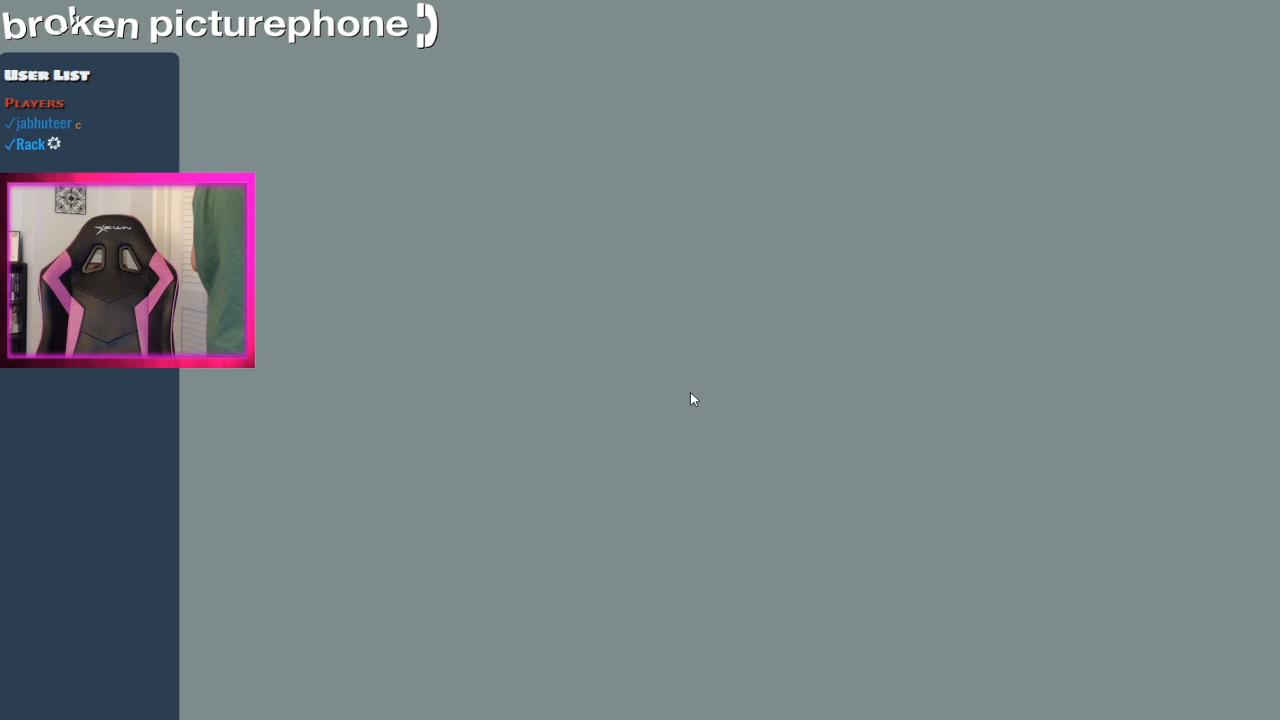 broken picturephone
User List
Players
✓jabhuteer c
✓Rack